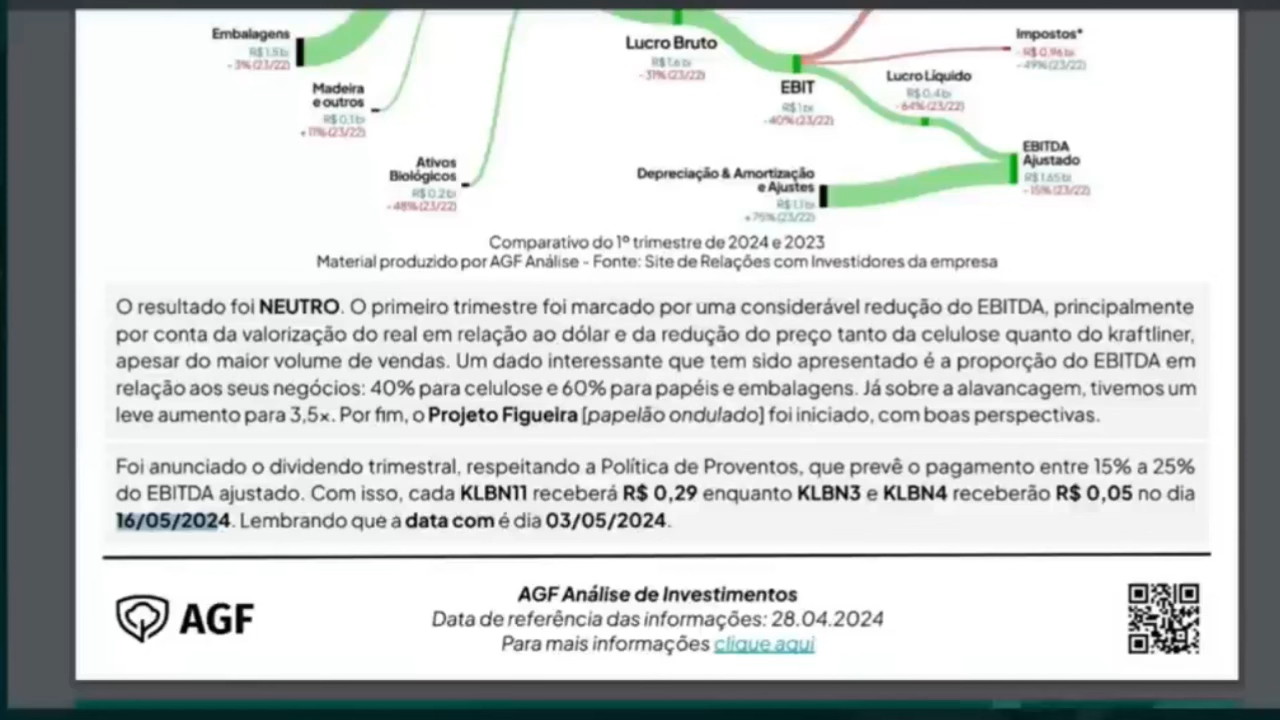 Embalagens
R$ 1,5 bi
- 3% (23/22)
Madeira
e outros
R$ 0,1 bi
+ 11% (23/22)
Ativos
Biológicos
R$ 0,2 bi
- 48% (23/22)
Lucro Bruto
R$ 1,6 bi
- 31% (23/22)
EBIT
R$ 1 bi
- 40% (23/22)
Impostos*
- R$ 0,96 bi
- 49% (23/22)
Lucro Líquido
R$ 0,4 bi
- 64% (23/22)
EBITDA
Ajustado
R$ 1,65 bi
- 15% (23/22)
Depreciação & Amortização
e Ajustes
R$ 1,1 bi
+ 75% (23/22)
Comparativo do 1º trimestre de 2024 e 2023
Material produzido por AGF Análise - Fonte: Site de Relações com Investidores da empresa
O resultado foi NEUTRO. O primeiro trimestre foi marcado por uma considerável redução do EBITDA, principalmente
por conta da valorização do real em relação ao dólar e da redução do preço tanto da celulose quanto do kraftliner,
apesar do maior volume de vendas. Um dado interessante que tem sido apresentado é a proporção do EBITDA em
relação aos seus negócios: 40% para celulose e 60% para papéis e embalagens. Já sobre a alavancagem, tivemos um
leve aumento para 3,5x. Por fim, o Projeto Figueira [papelão ondulado] foi iniciado, com boas perspectivas.
Foi anunciado o dividendo trimestral, respeitando a Política de Proventos, que prevê o pagamento entre 15% a 25%
do EBITDA ajustado. Com isso, cada KLBN11 receberá R$ 0,29 enquanto KLBN3 e KLBN4 receberão R$ 0,05 no dia
16/05/2024. Lembrando que a data com é dia 03/05/2024.
AGF
AGF Análise de Investimentos
Data de referência das informações: 28.04.2024
Para mais informações clique aqui